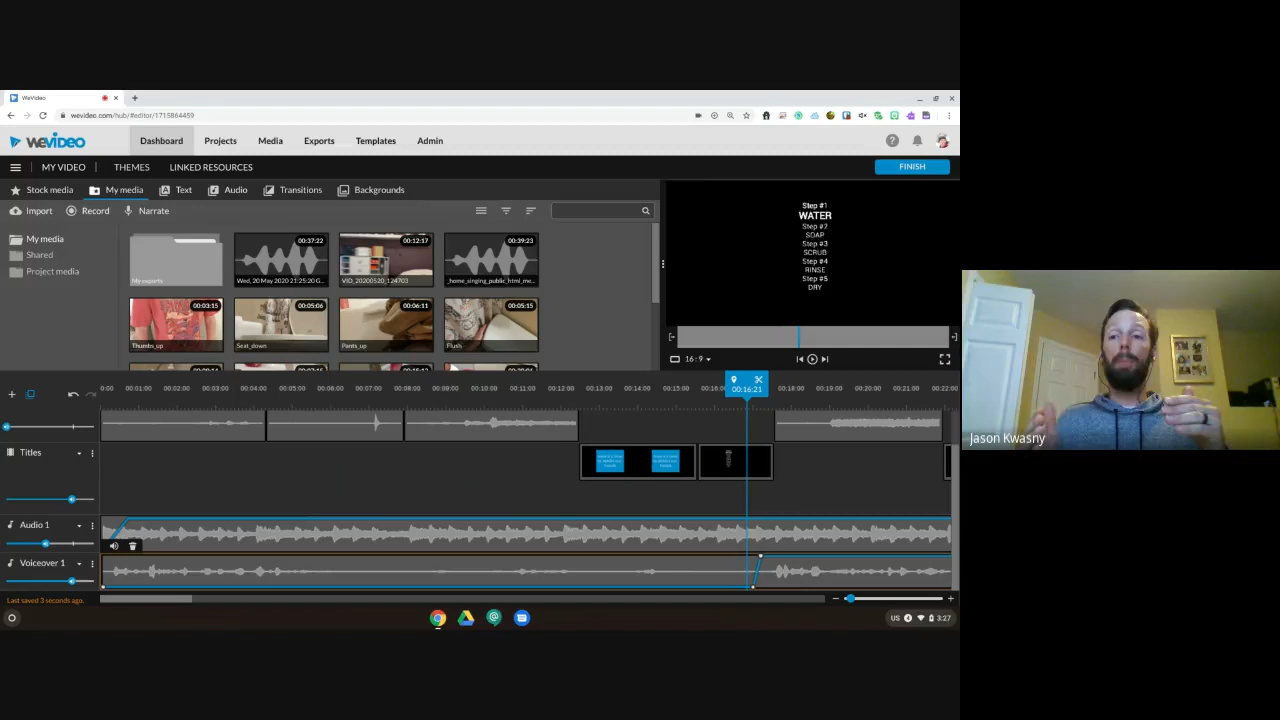 WeVideo
wevideo.com/hub/#editor/1715864459
WEVIDEO
Dashboard Projects Media Exports Templates Admin
MY VIDEO THEMES LINKED RESOURCES FINISH
Stock media My media Text Audio Transitions Backgrounds
Import Record Narrate
My media
Shared
Project media
My exports
00:37:22
Wed, 20 May 2020 21:25:20 G...
00:12:17
VID_20200520_124703
00:39:23
_home_singing_public_html_me...
00:03:15
Thumbs_up
00:05:06
Seat_down
00:06:11
Pants_up
00:05:15
Flush
Step #1
WATER
Step #2
SOAP
Step #3
SCRUB
Step #4
RINSE
Step #5
DRY
16:9
0:00 00:01:00 00:02:00 00:03:00 00:04:00 00:05:00 00:06:00 00:07:00 00:08:00 00:09:00 00:10:00 00:11:00 00:12:00 00:13:00 00:14:00 00:15:00 00:16: 00:18:00 00:19:00 00:20:00 00:21:00 00:22:00
00:16:21
Titles
Audio 1
Voiceover 1
Last saved 3 seconds ago.
US 3:27
Jason Kwasny